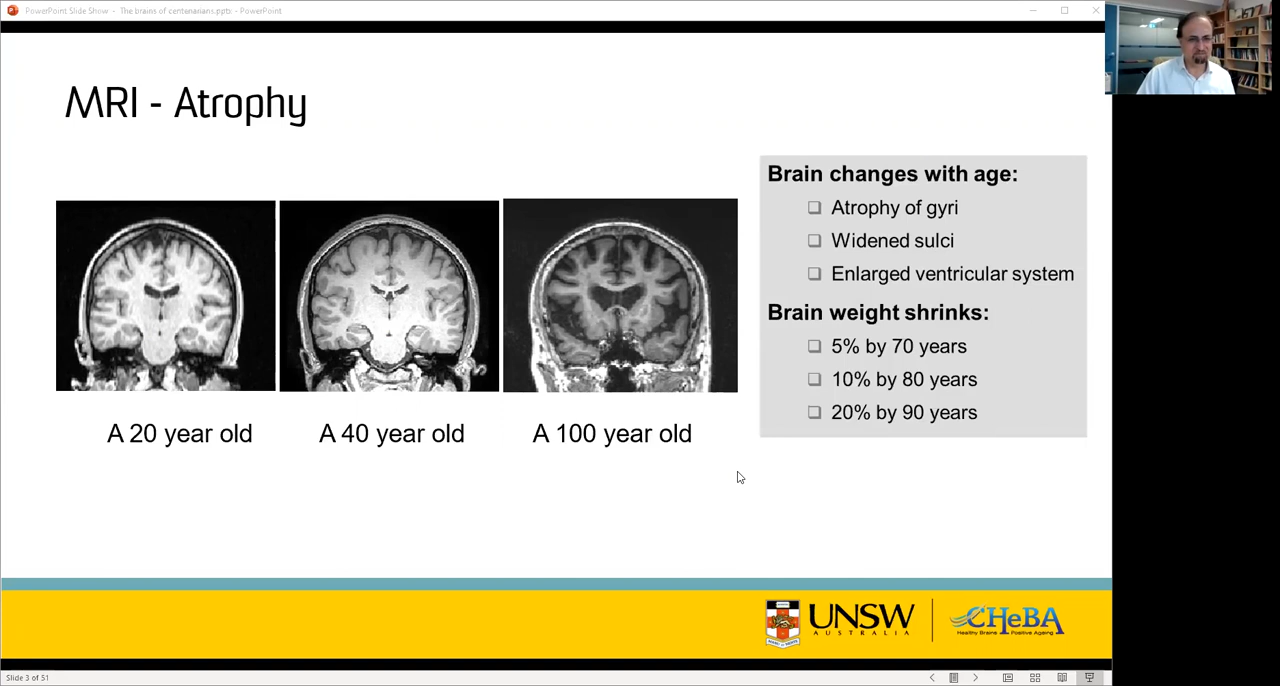 PowerPoint Slide Show - The brains of centenarians.pptx - PowerPoint
MRI - Atrophy
A 20 year old
A 40 year old
A 100 year old
Brain changes with age:
Atrophy of gyri
Widened sulci
Enlarged ventricular system
Brain weight shrinks:
5% by 70 years
10% by 80 years
20% by 90 years
UNSW
AUSTRALIA
CHeBA
Healthy Brains Positive Ageing
Slide 3 of 51